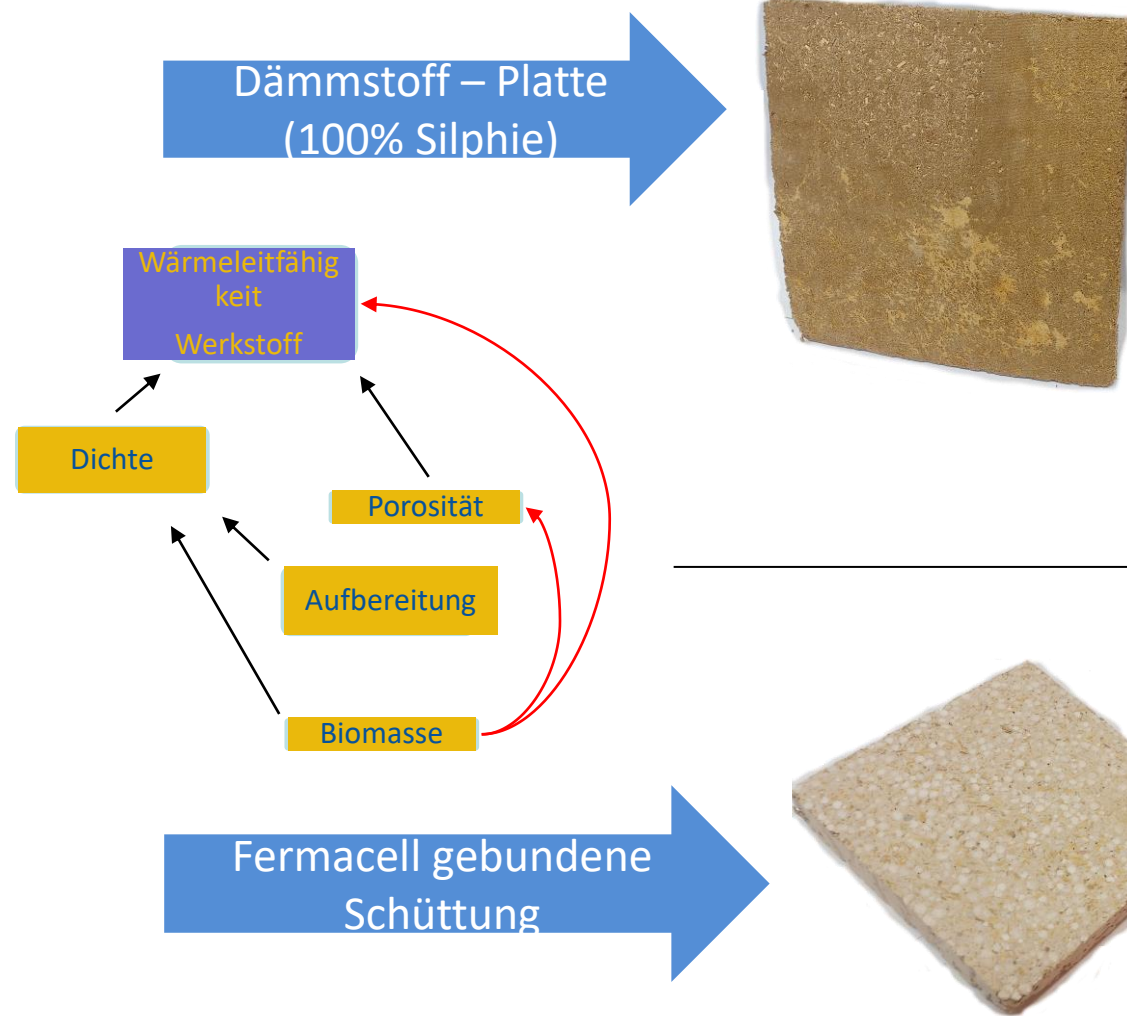 Dämmstoff – Platte
(100% Silphie)
Wärmeleitfähig
keit
Werkstoff
Dichte
Porosität
Aufbereitung
Biomasse
Fermacell gebundene
Schüttung